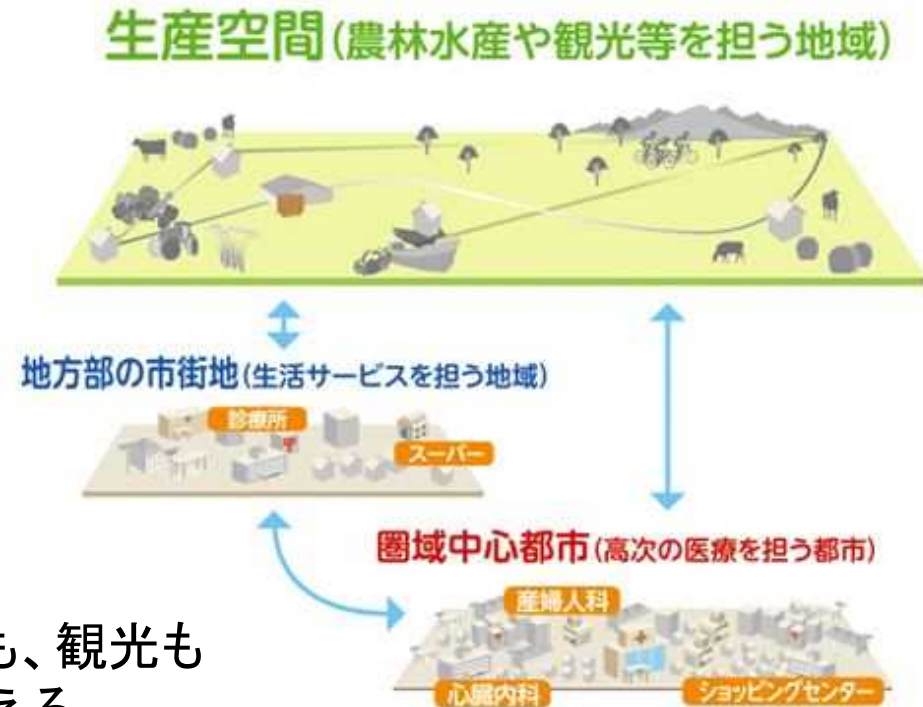 生産空間(農林水産や観光等を担う地域)
地方部の市街地(生活サービスを担う地域)
診療所
スーパー
圏域中心都市(高次の医療を担う都市)
産婦人科
も、観光も
える
心臓内科
ショッピングセンター